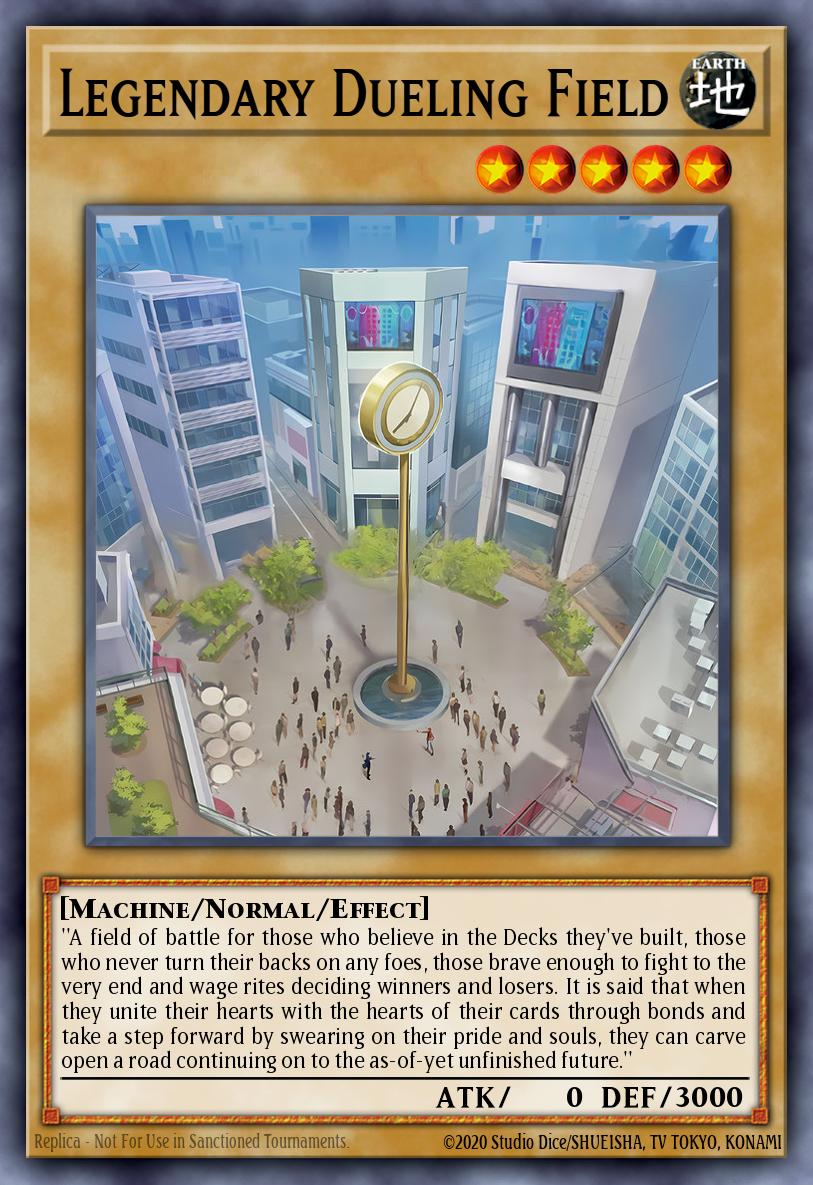 Legendary Dueling Field
EARTH
地
[Machine/Normal/Effect]
"A field of battle for those who believe in the Decks they've built, those
who never turn their backs on any foes, those brave enough to fight to the
very end and wage rites deciding winners and losers. It is said that when
they unite their hearts with the hearts of their cards through bonds and
take a step forward by swearing on their pride and souls, they can carve
open a road continuing on to the as-of-yet unfinished future."
ATK/ 0 DEF/3000
Replica - Not For Use in Sanctioned Tournaments.
©2020 Studio Dice/SHUEISHA, TV TOKYO, KONAMI